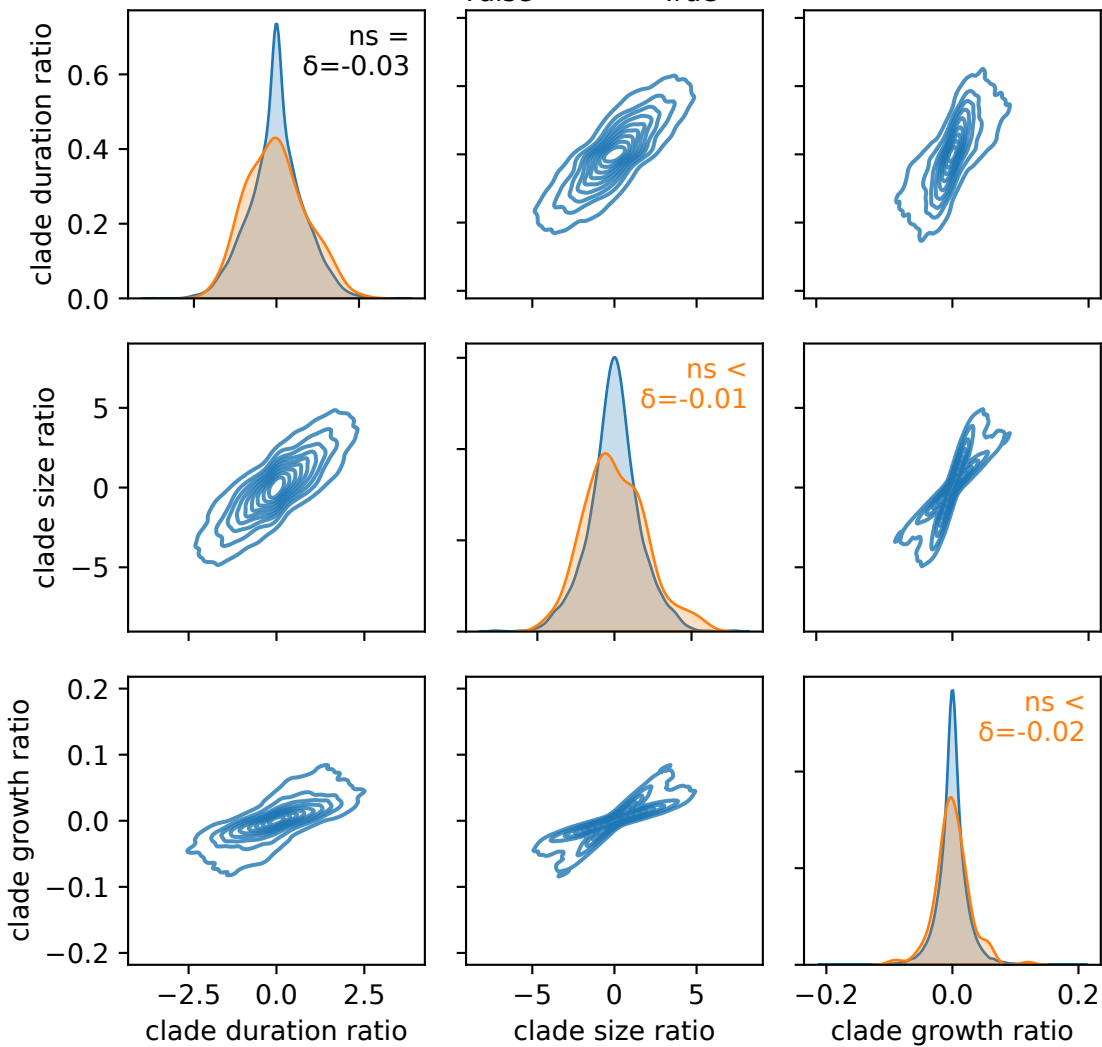 ns =
δ=-0.03
clade duration ratio
0.6
0.4
0.2
0.0
ns <
δ=-0.01
clade size ratio
5
0
−5
ns <
δ=-0.02
clade growth ratio
0.2
0.1
0.0
−0.1
−0.2
−2.5 0.0 2.5
−5 0 5
−0.2 0.0 0.2
clade duration ratio
clade size ratio
clade growth ratio